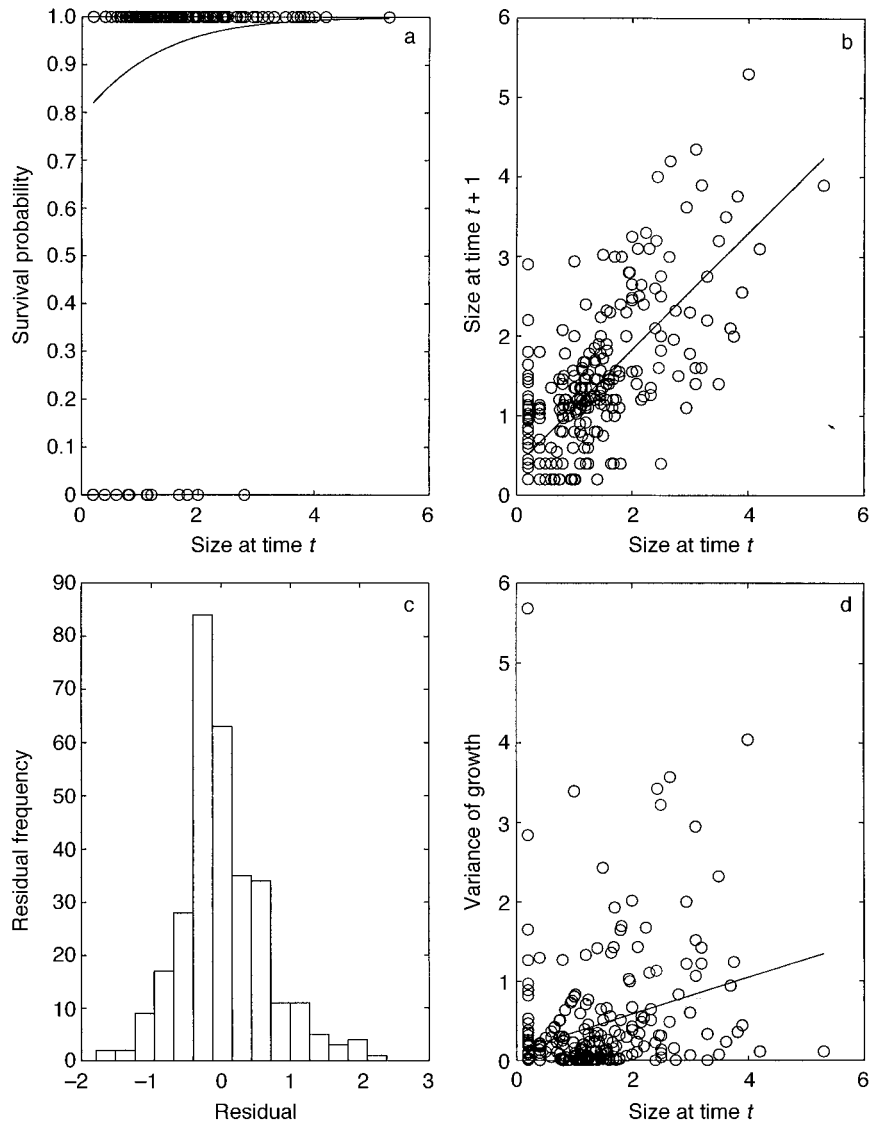 a
1.0
0.9
0.8
0.7
0.6
0.5
0.4
0.3
0.2
0.1
0
0 2 4 6
Survival probability
Size at time t
b
6
5
4
3
2
1
0
0 2 4 6
Size at time t + 1
Size at time t
c
90
80
70
60
50
40
30
20
10
0
−2 −1 0 1 2 3
Residual frequency
Residual
d
6
5
4
3
2
1
0
0 2 4 6
Variance of growth
Size at time t